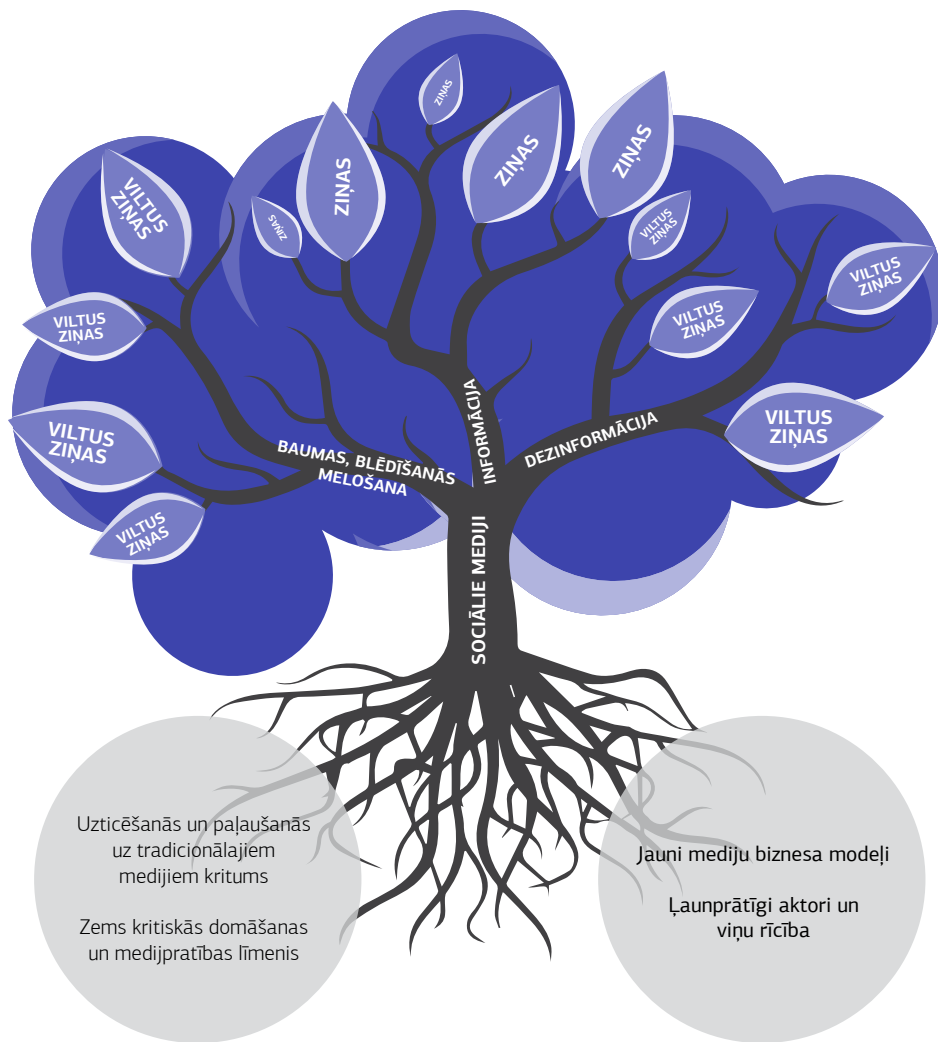 ZIŅAS
ZIŅAS
ZIŅAS
ZIŅAS
VILTUS
ZIŅAS
ZIŅAS
VILTUS
ZIŅAS
VILTUS
ZIŅAS
VILTUS
ZIŅAS
VILTUS
ZIŅAS
VILTUS
ZIŅAS
VILTUS
ZIŅAS
VILTUS
ZIŅAS
BAUMAS, BLĒDĪŠANĀS
MELOŠANA
INFORMĀCIJA
DEZINFORMĀCIJA
SOCIĀLIE MEDIJI
Uzticēšanās un paļaušanās
uz tradicionālajiem
medijiem kritums
Zems kritiskās domāšanas
un medijpratības līmenis
Jauni mediju biznesa modeļi
Ļaunprātīgi aktori un
viņu rīcība